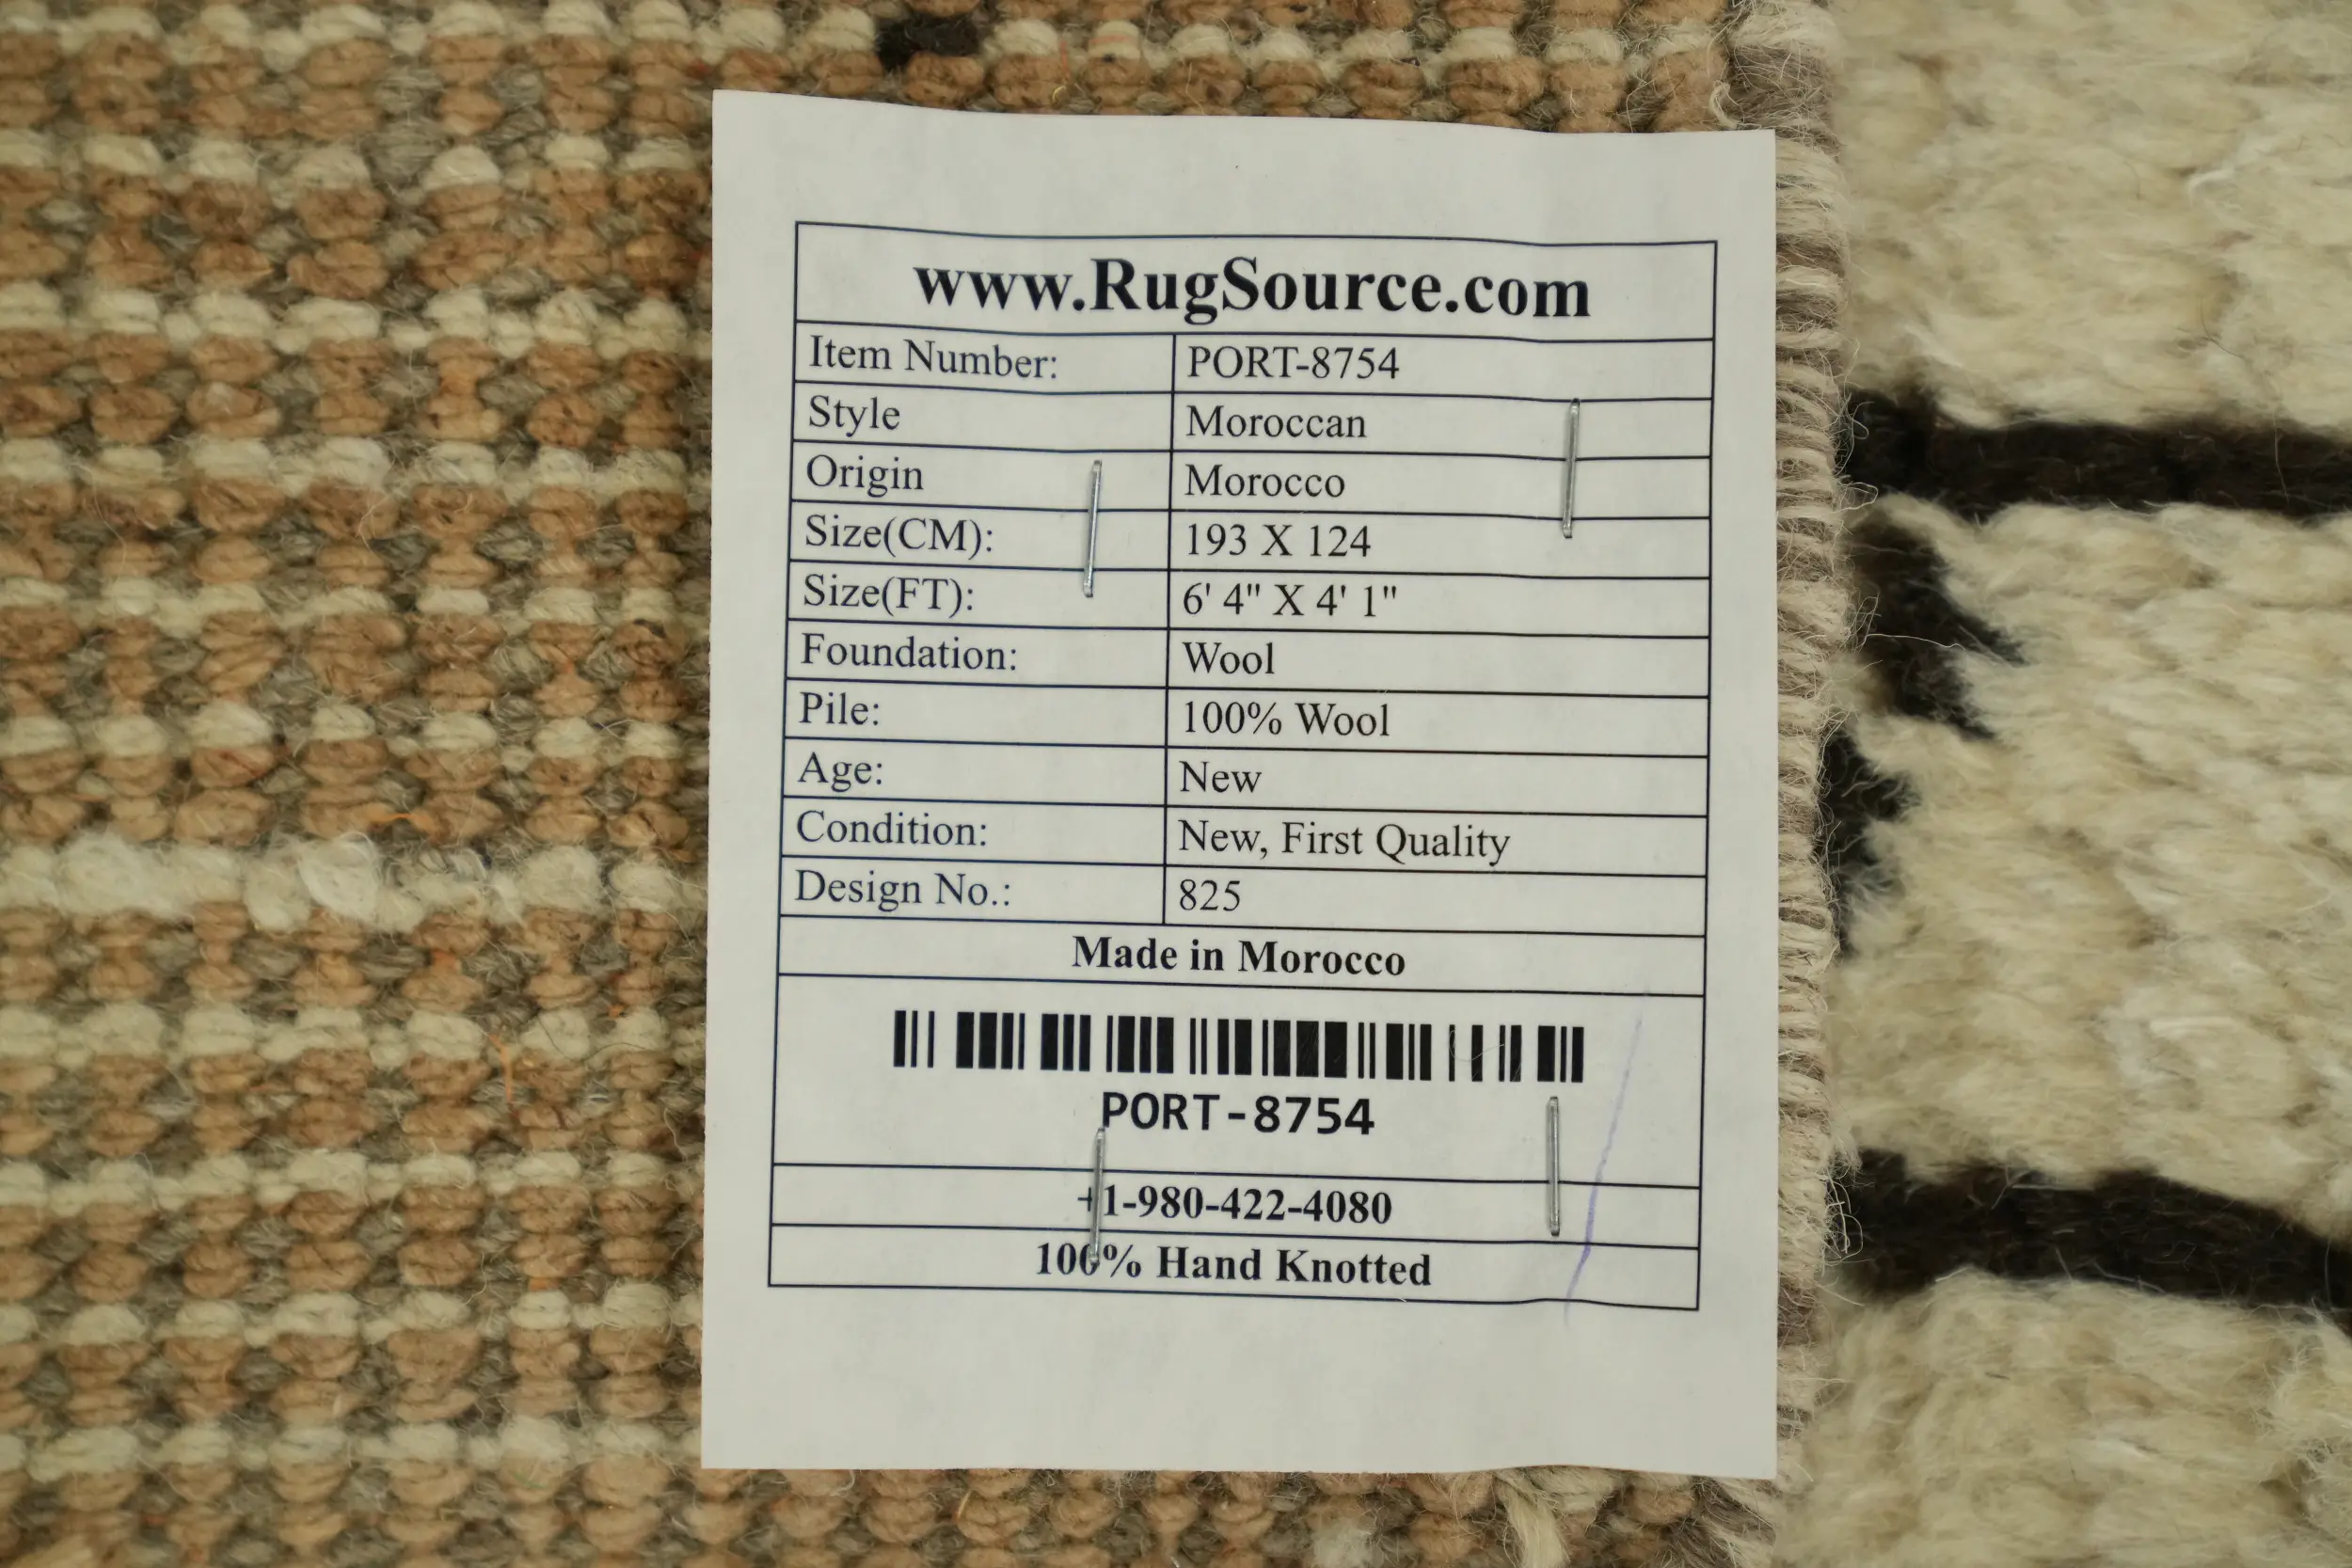 www.RugSource.com
Item Number: PORT-8754
Style Moroccan
Origin Morocco
Size(CM): 193 X 124
Size(FT): 6' 4" X 4' 1"
Foundation: Wool
Pile: 100% Wool
Age: New
Condition: New, First Quality
Design No.: 825
Made in Morocco
PORT-8754
+1-980-422-4080
100% Hand Knotted